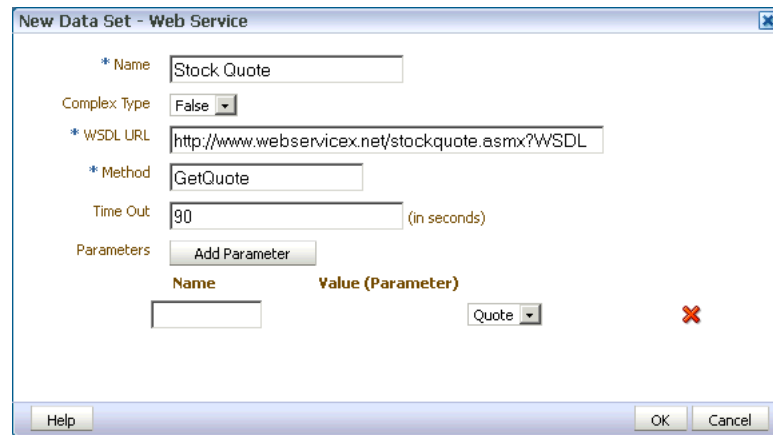 New Data Set - Web Service
* Name Stock Quote
Complex Type False
* WSDL URL http://www.webservicex.net/stockquote.asmx?WSDL
* Method GetQuote
Time Out 90 (in seconds)
Parameters Add Parameter
Name Value (Parameter)
Quote
Help OK Cancel